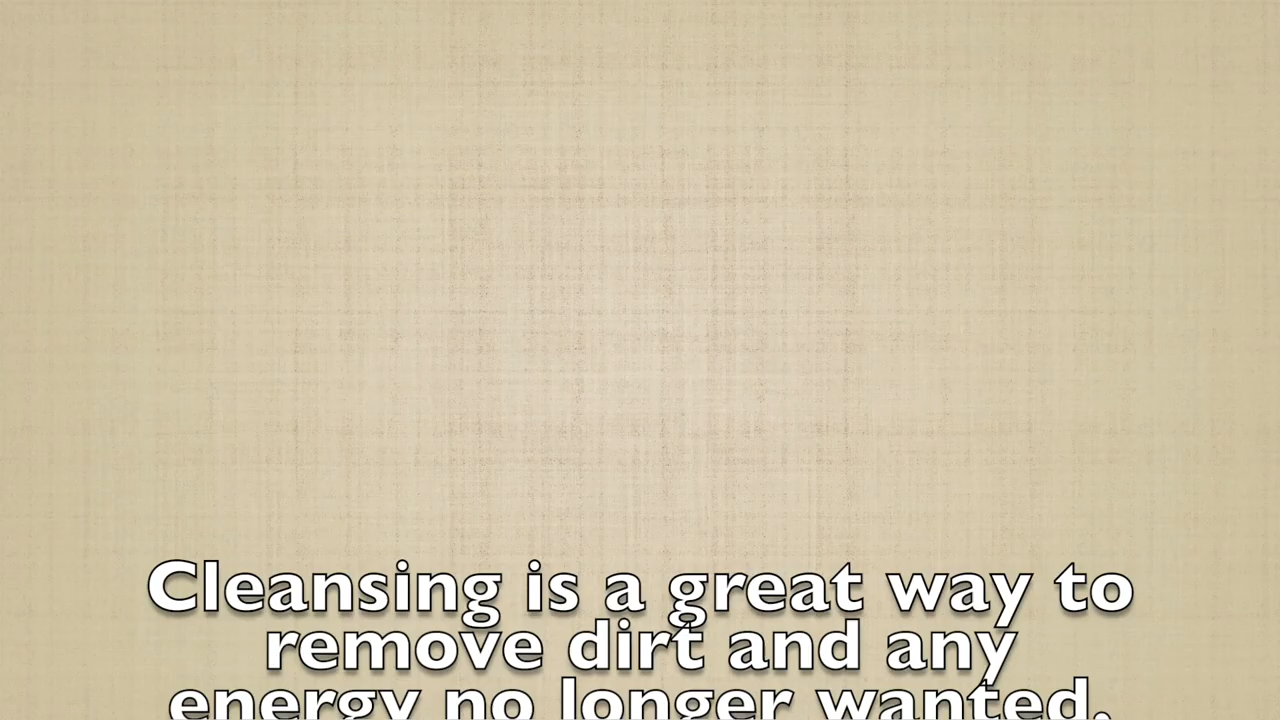 Cleansing is a great way to
remove dirt and any
energy no longer wanted.